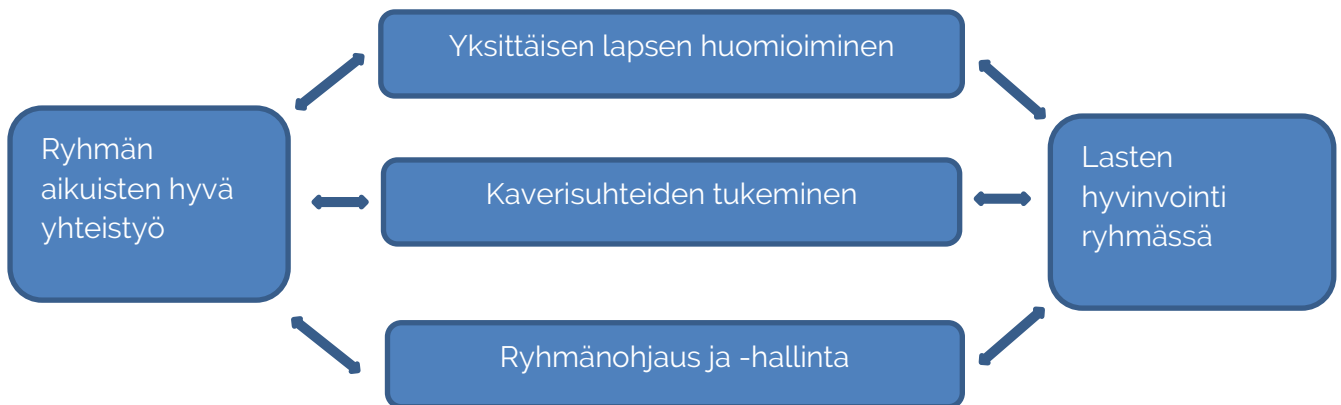 Yksittäisen lapsen huomioiminen
Ryhmän
aikuisten hyvä
yhteistyö
Kaverisuhteiden tukeminen
Lasten
hyvinvointi
ryhmässä
Ryhmänohjaus ja -hallinta